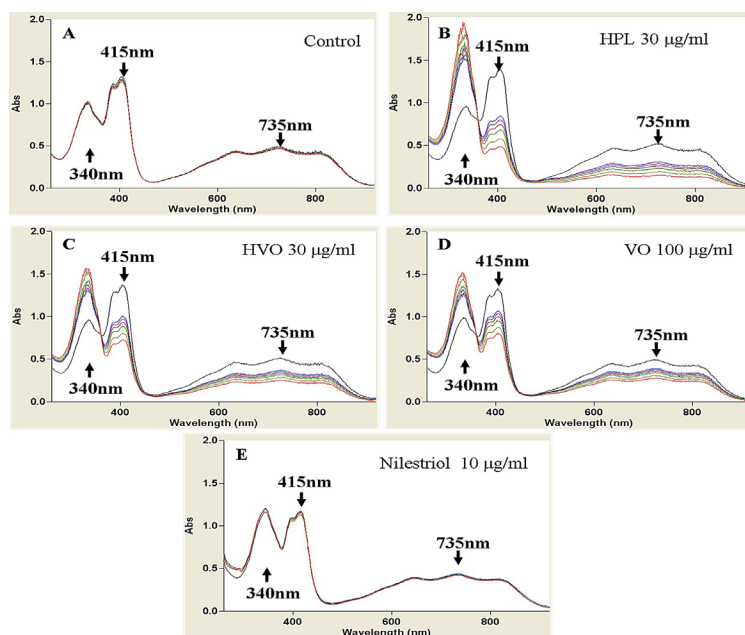 A
Control
415nm
735nm
340nm
Abs
2.0
1.5
1.0
0.5
0.0
400
600
800
Wavelength (nm)
B
HPL 30 µg/ml
415nm
735nm
340nm
Abs
2.0
1.5
1.0
0.5
0.0
400
600
800
Wavelength (nm)
C
HVO 30 µg/ml
415nm
735nm
340nm
Abs
2.0
1.5
1.0
0.5
0.0
400
600
800
Wavelength (nm)
D
VO 100 µg/ml
415nm
735nm
340nm
Abs
2.0
1.5
1.0
0.5
0.0
400
600
800
Wavelength (nm)
E
Nilestriol 10 µg/ml
415nm
735nm
340nm
Abs
2.0
1.5
1.0
0.5
0.0
400
600
800
Wavelength (nm)